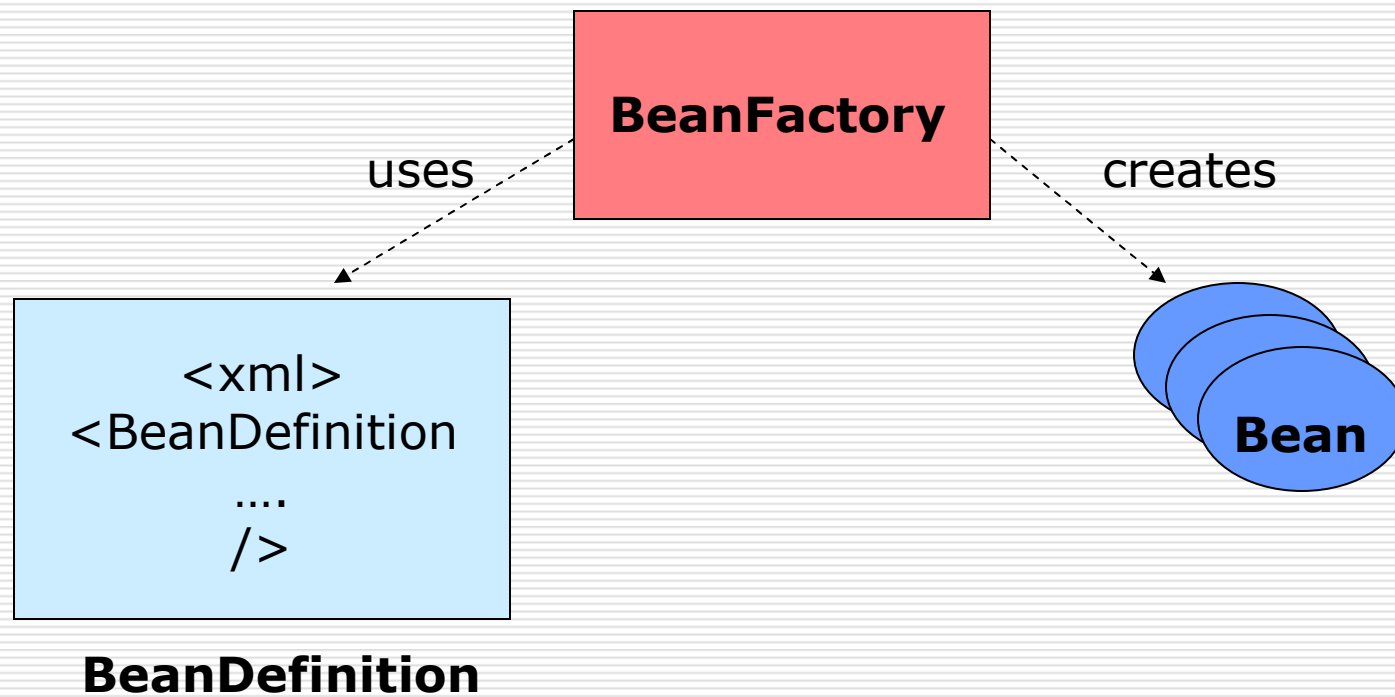 BeanFactory
uses
creates
<xml>
<BeanDefinition
....
/>
Bean
BeanDefinition